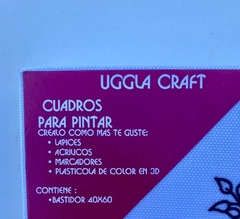 UGGLA CRAFT
CUADROS
PARA PINTAR
CREALO COMO MAS TE GUSTE:
• LAPICES
• ACRILICOS
• MARCADORES
• PLASTICOLA DE COLOR EN 3D
CONTIENE :
•BASTIDOR 40X60